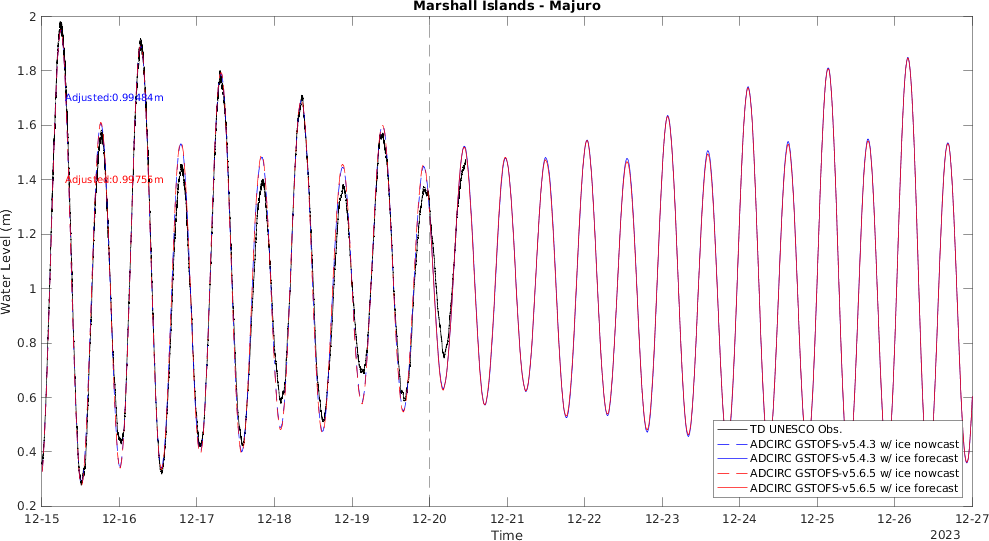 Marshall Islands - Majuro
Water Level (m)
2
1.8
1.6
1.4
1.2
1
0.8
0.6
0.4
0.2
Adjusted:0.99484m
Adjusted:0.99755m
TD UNESCO Obs.
ADCIRC GSTOFS-v5.4.3 w/ ice nowcast
ADCIRC GSTOFS-v5.4.3 w/ ice forecast
ADCIRC GSTOFS-v5.6.5 w/ ice nowcast
ADCIRC GSTOFS-v5.6.5 w/ ice forecast
12-15 12-16 12-17 12-18 12-19 12-20 12-21 12-22 12-23 12-24 12-25 12-26 12-27
Time
2023